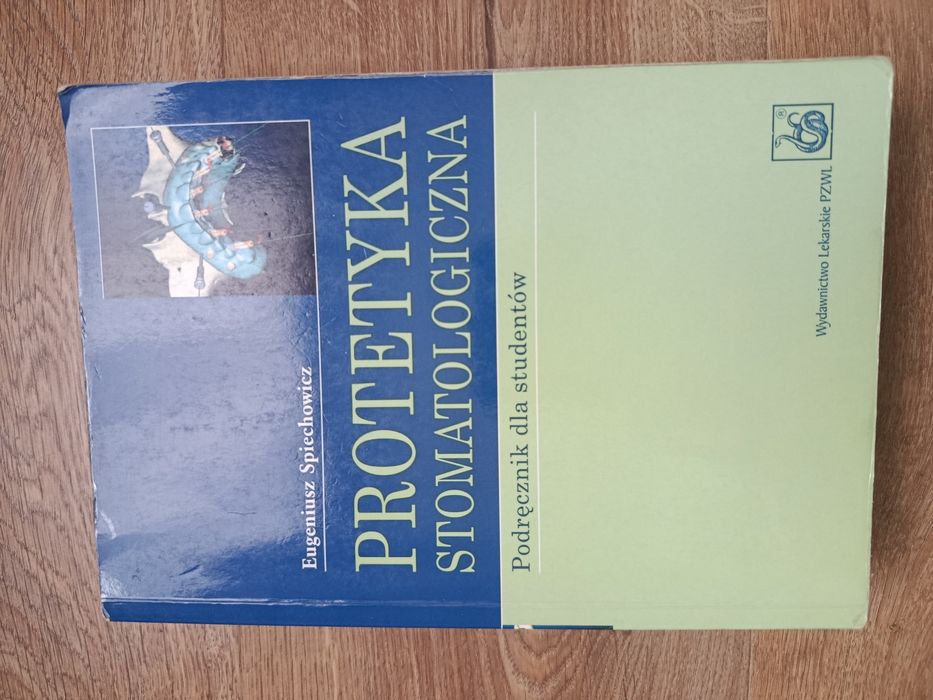 Eugeniusz Spiechowicz
PROTETYKA
STOMATOLOGICZNA
Podręcznik dla studentów
®
Wydawnictwo Lekarskie PZWL